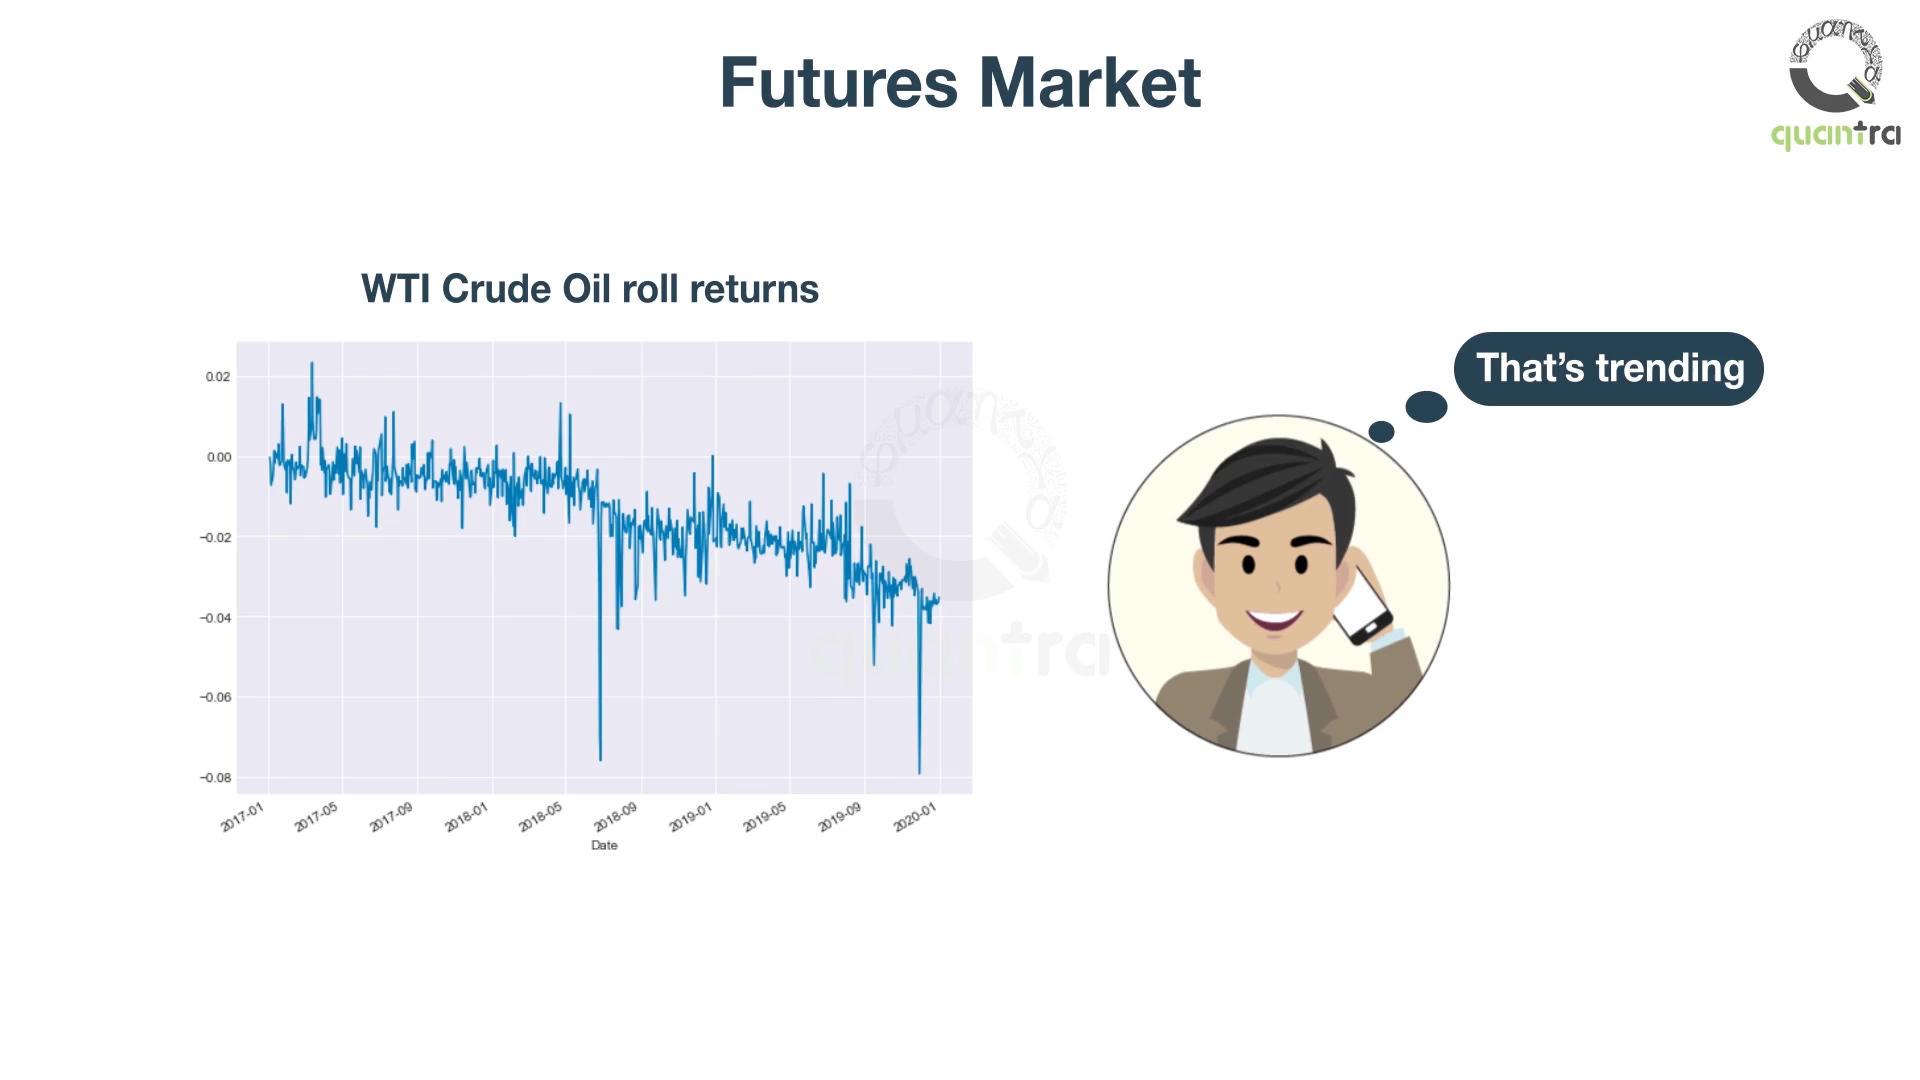 Futures Market
quantra
WTI Crude Oil roll returns
That's trending
0.02
0.00
−0.02
−0.04
−0.06
−0.08
2017-01
2017-05
2017-09
2018-01
2018-05
2018-09
2019-01
2019-05
2019-09
2020-01
Date
quantra